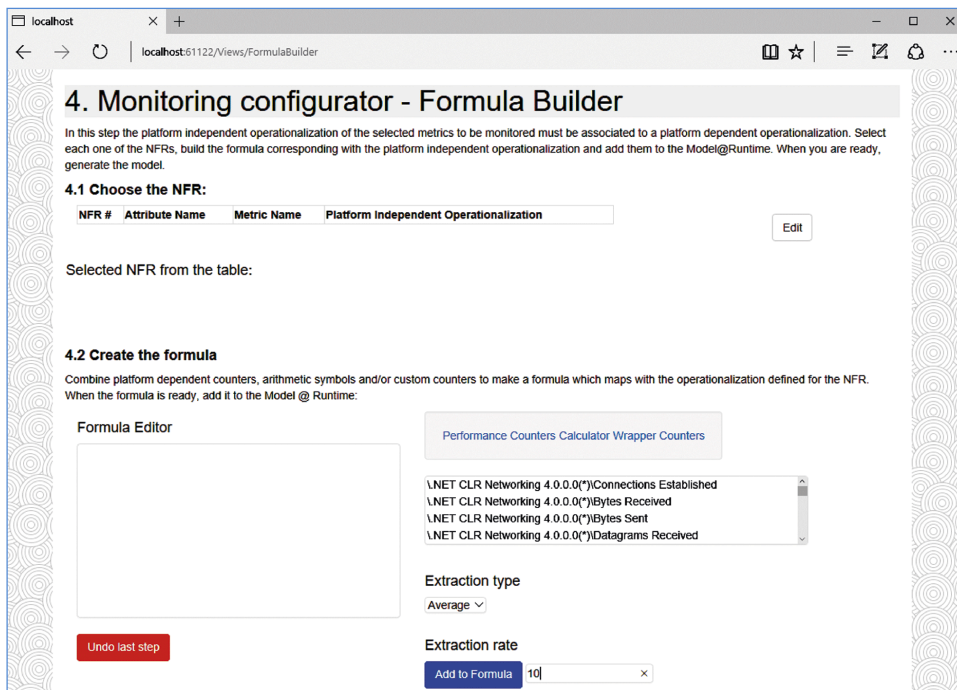 localhost
localhost:61122/Views/FormulaBuilder
4. Monitoring configurator - Formula Builder
In this step the platform independent operationalization of the selected metrics to be monitored must be associated to a platform dependent operationalization. Select
each one of the NFRs, build the formula corresponding with the platform independent operationalization and add them to the Model@Runtime. When you are ready,
generate the model.
4.1 Choose the NFR:
NFR # Attribute Name Metric Name Platform Independent Operationalization
Edit
Selected NFR from the table:
4.2 Create the formula
Combine platform dependent counters, arithmetic symbols and/or custom counters to make a formula which maps with the operationalization defined for the NFR.
When the formula is ready, add it to the Model @ Runtime:
Formula Editor
Performance Counters Calculator Wrapper Counters
\.NET CLR Networking 4.0.0.0(*)\Connections Established
\.NET CLR Networking 4.0.0.0(*)\Bytes Received
\.NET CLR Networking 4.0.0.0(*)\Bytes Sent
\.NET CLR Networking 4.0.0.0(*)\Datagrams Received
Extraction type
Average
Undo last step
Extraction rate
Add to Formula 10